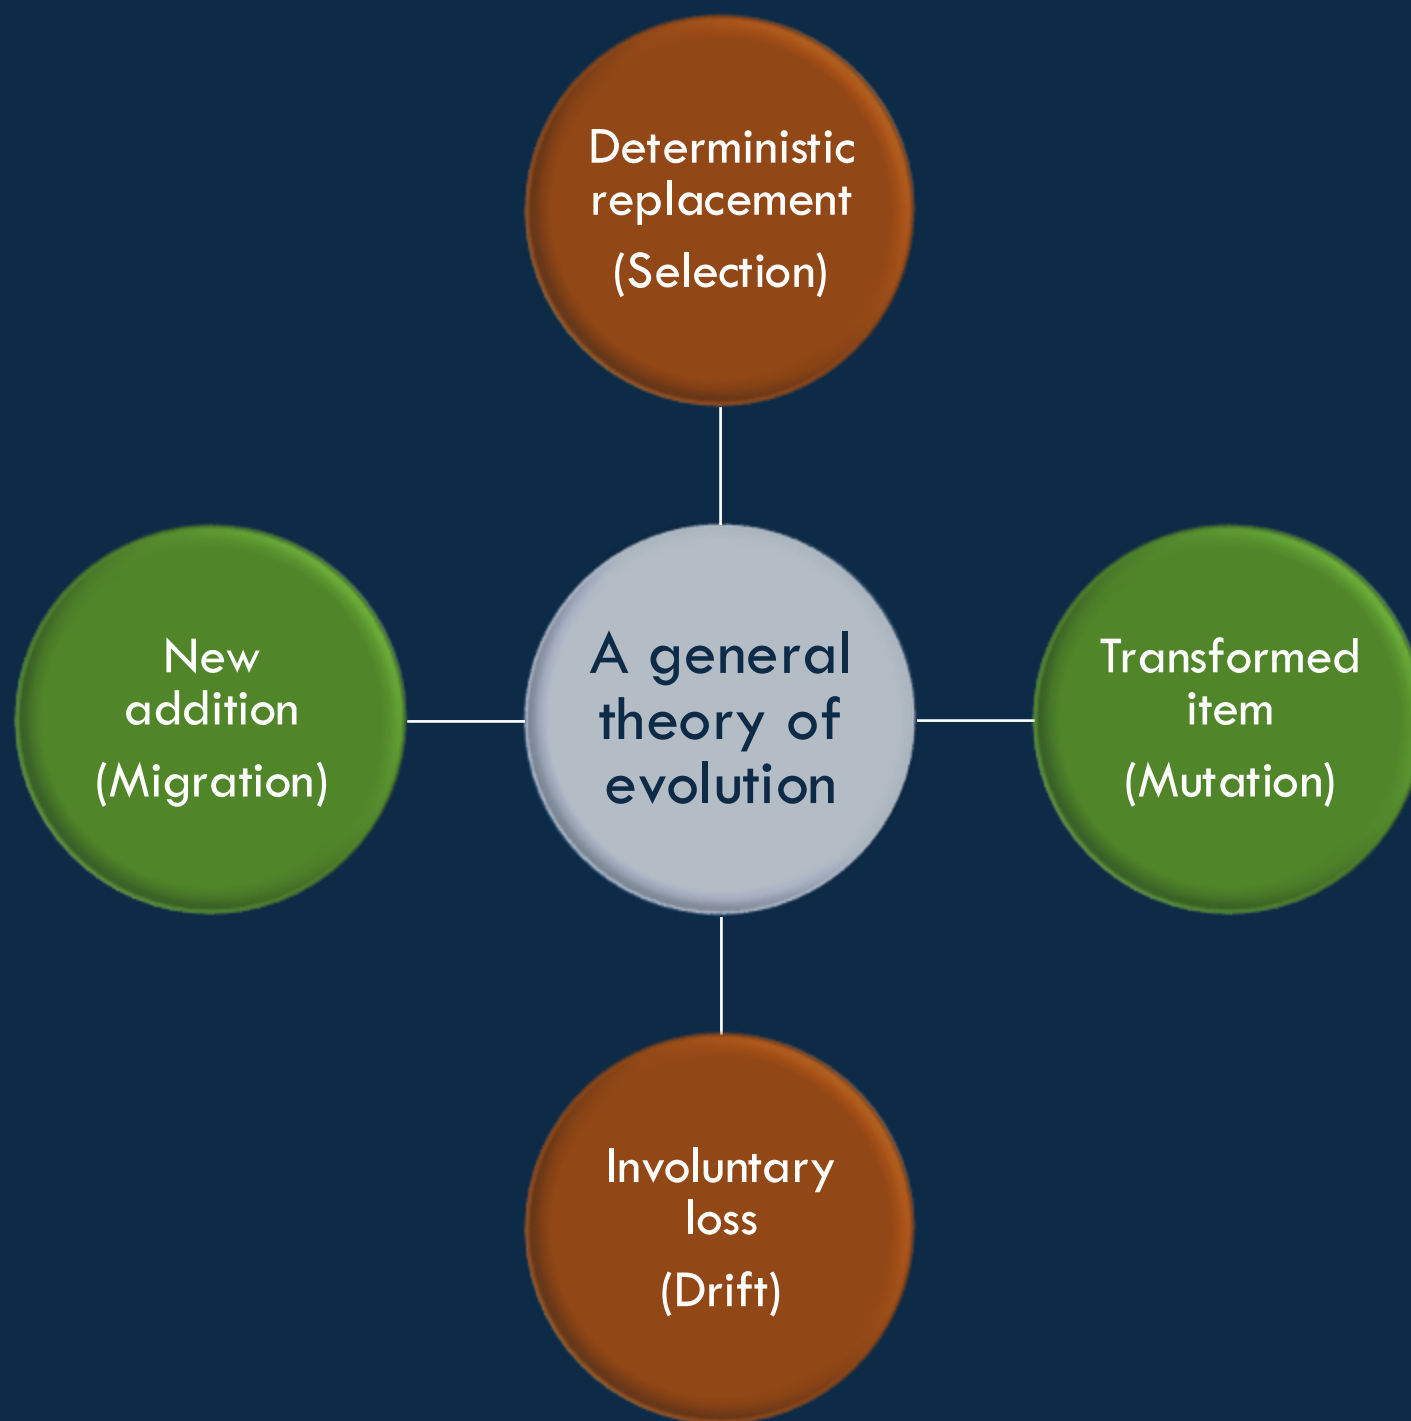 Deterministic
replacement
(Selection)
New
addition
(Migration)
A general
theory of
evolution
Transformed
item
(Mutation)
Involuntary
loss
(Drift)